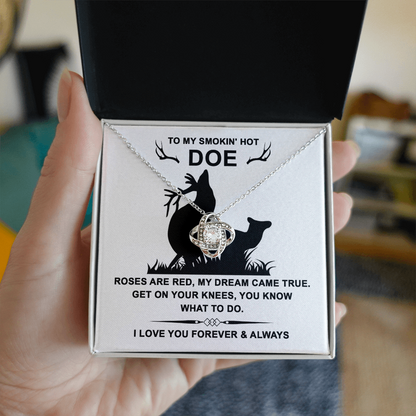 TO MY SMOKIN' HOT
DOE
ROSES ARE RED, MY DREAM CAME TRUE.
GET ON YOUR KNEES, YOU KNOW
WHAT TO DO.
I LOVE YOU FOREVER & ALWAYS